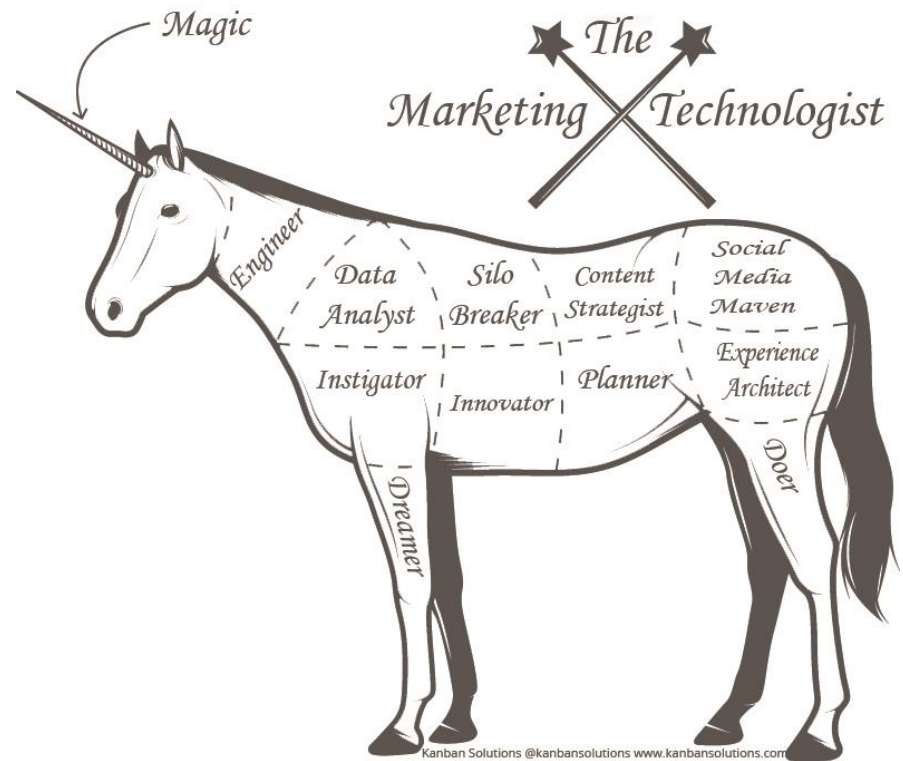 Magic
The
Marketing Technologist
Engineer
Data
Analyst
Silo
Breaker
Content
Strategist
Social
Media
Maven
Instigator
Innovator
Planner
Experience
Architect
Dreamer
Doer
Kanban Solutions @kanbansolutions www.kanbansolutions.com